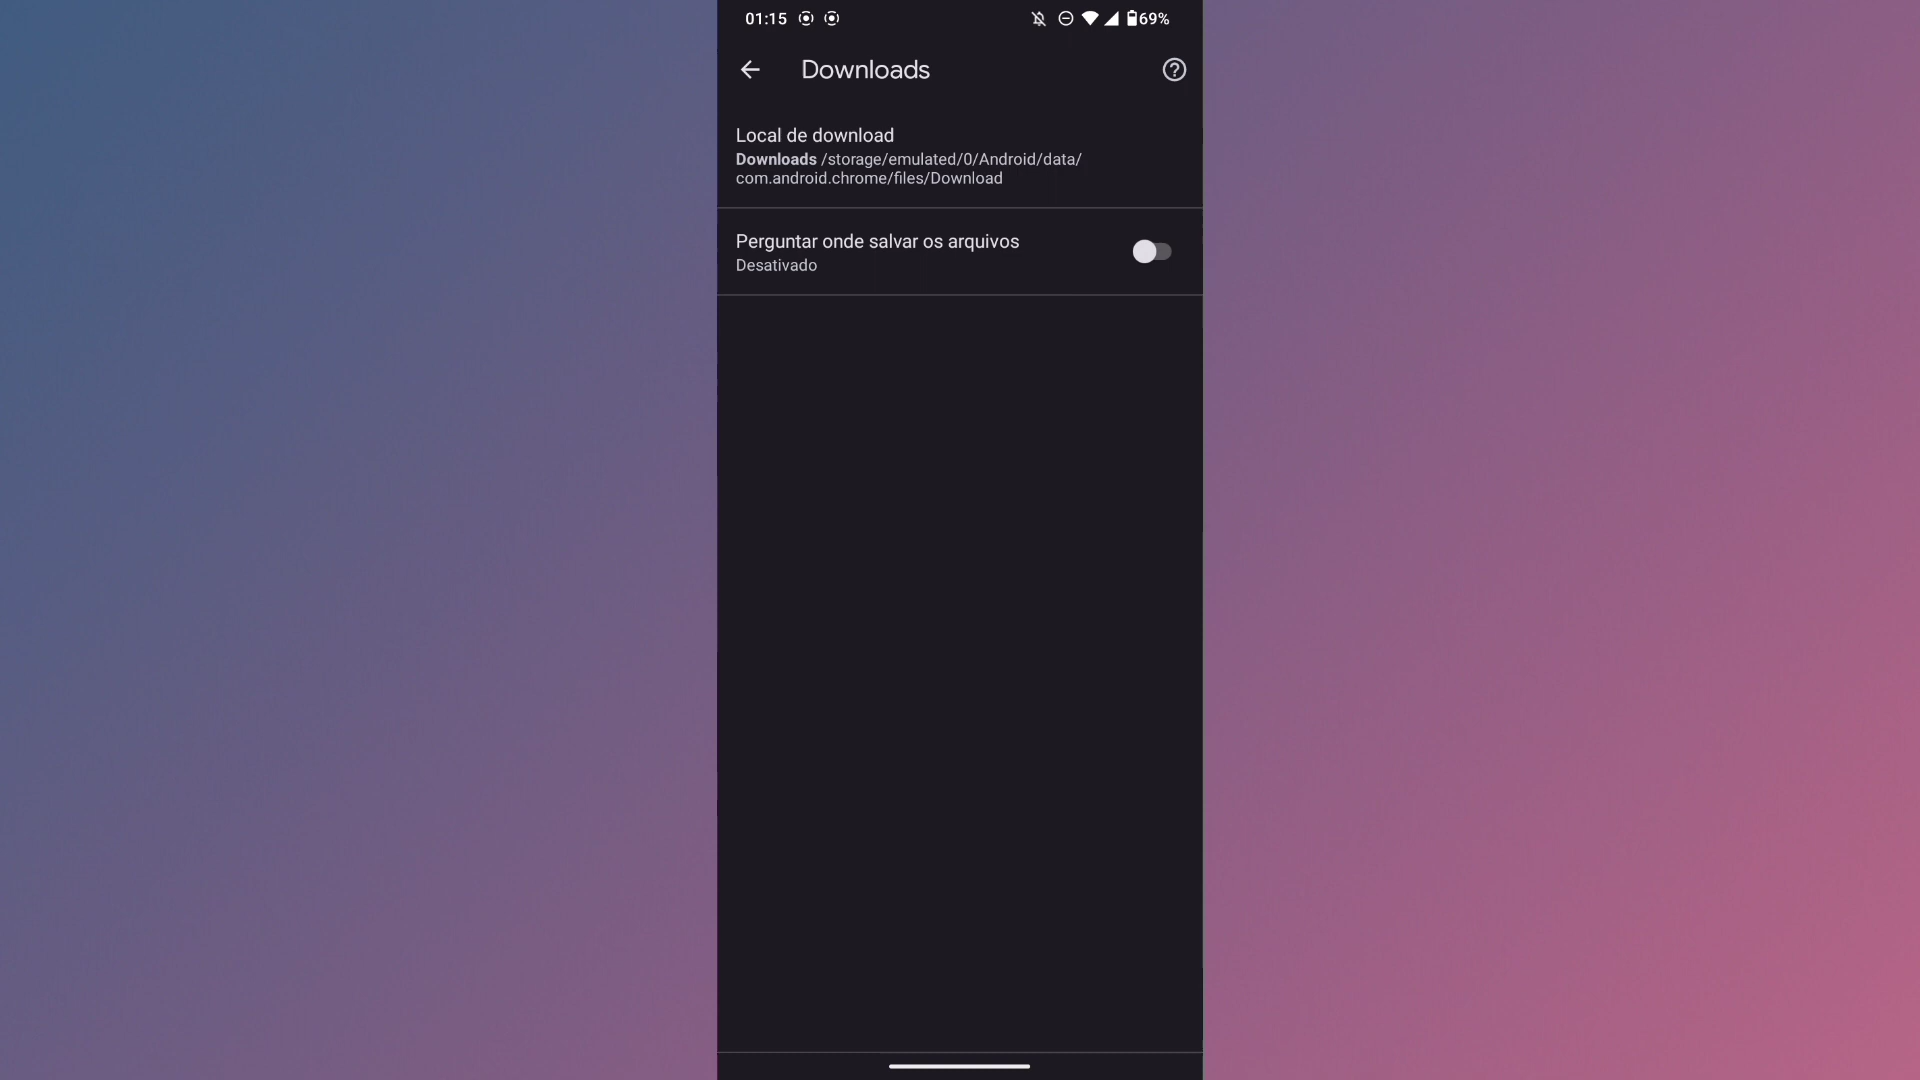 01:15
69%
Downloads
Local de download
Downloads /storage/emulated/0/Android/data/
com.android.chrome/files/Download
Perguntar onde salvar os arquivos
Desativado